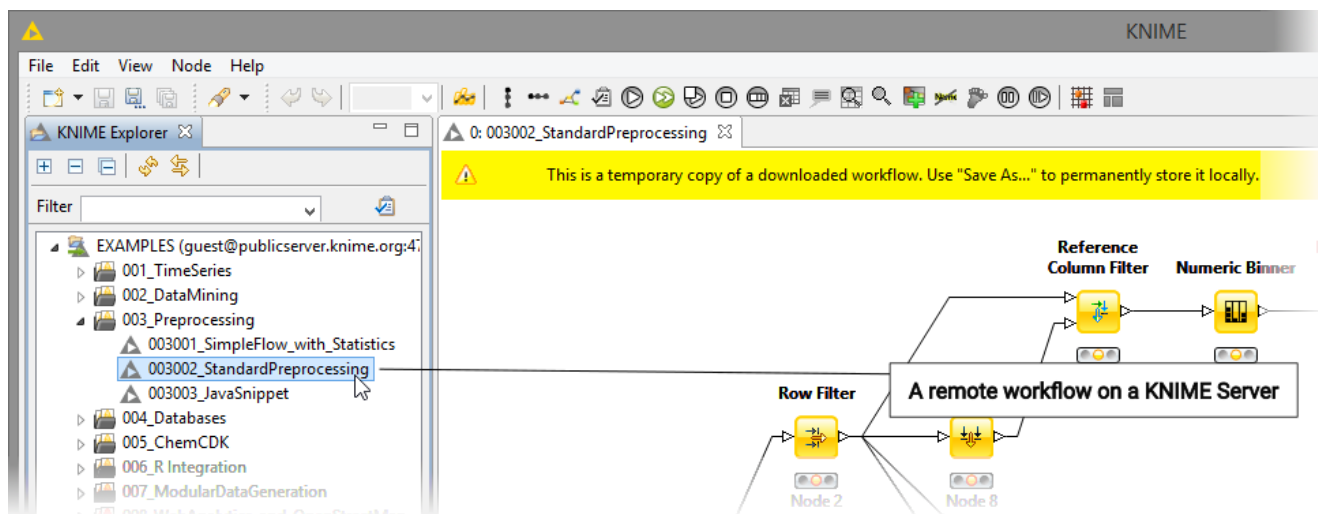 KNIME
File Edit View Node Help
KNIME Explorer
0: 003002_StandardPreprocessing
This is a temporary copy of a downloaded workflow. Use "Save As..." to permanently store it locally.
Filter
EXAMPLES (guest@publicserver.knime.org:47
001_TimeSeries
002_DataMining
003_Preprocessing
003001_SimpleFlow_with_Statistics
003002_StandardPreprocessing
003003_JavaSnippet
004_Databases
005_ChemCDK
006_R Integration
007_ModularDataGeneration
Reference
Column Filter
Numeric Binner
A remote workflow on a KNIME Server
Row Filter
Node 2
Node 8